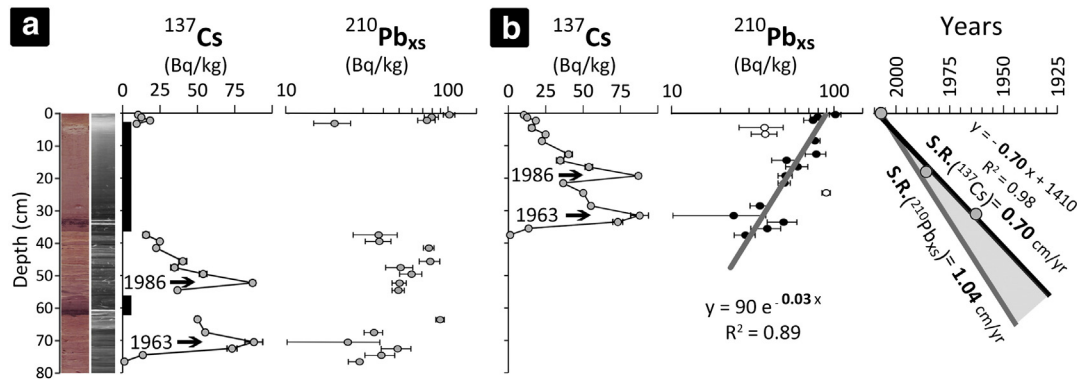 a
137Cs
(Bq/kg)
0 25 50 75
210Pbxs
(Bq/kg)
10 100
Depth (cm)
0
10
20
30
40
50
60
70
80
1986
1963
b
137Cs
(Bq/kg)
0 25 50 75
210Pbxs
(Bq/kg)
10 100
1986
1963
y = 90 e-0.03 x
R2 = 0.89
Years
2000 1975 1950 1925
y = - 0.70 x + 1410
R2 = 0.98
S.R.(137Cs)= 0.70 cm/yr
S.R.(210Pbxs)= 1.04 cm/yr